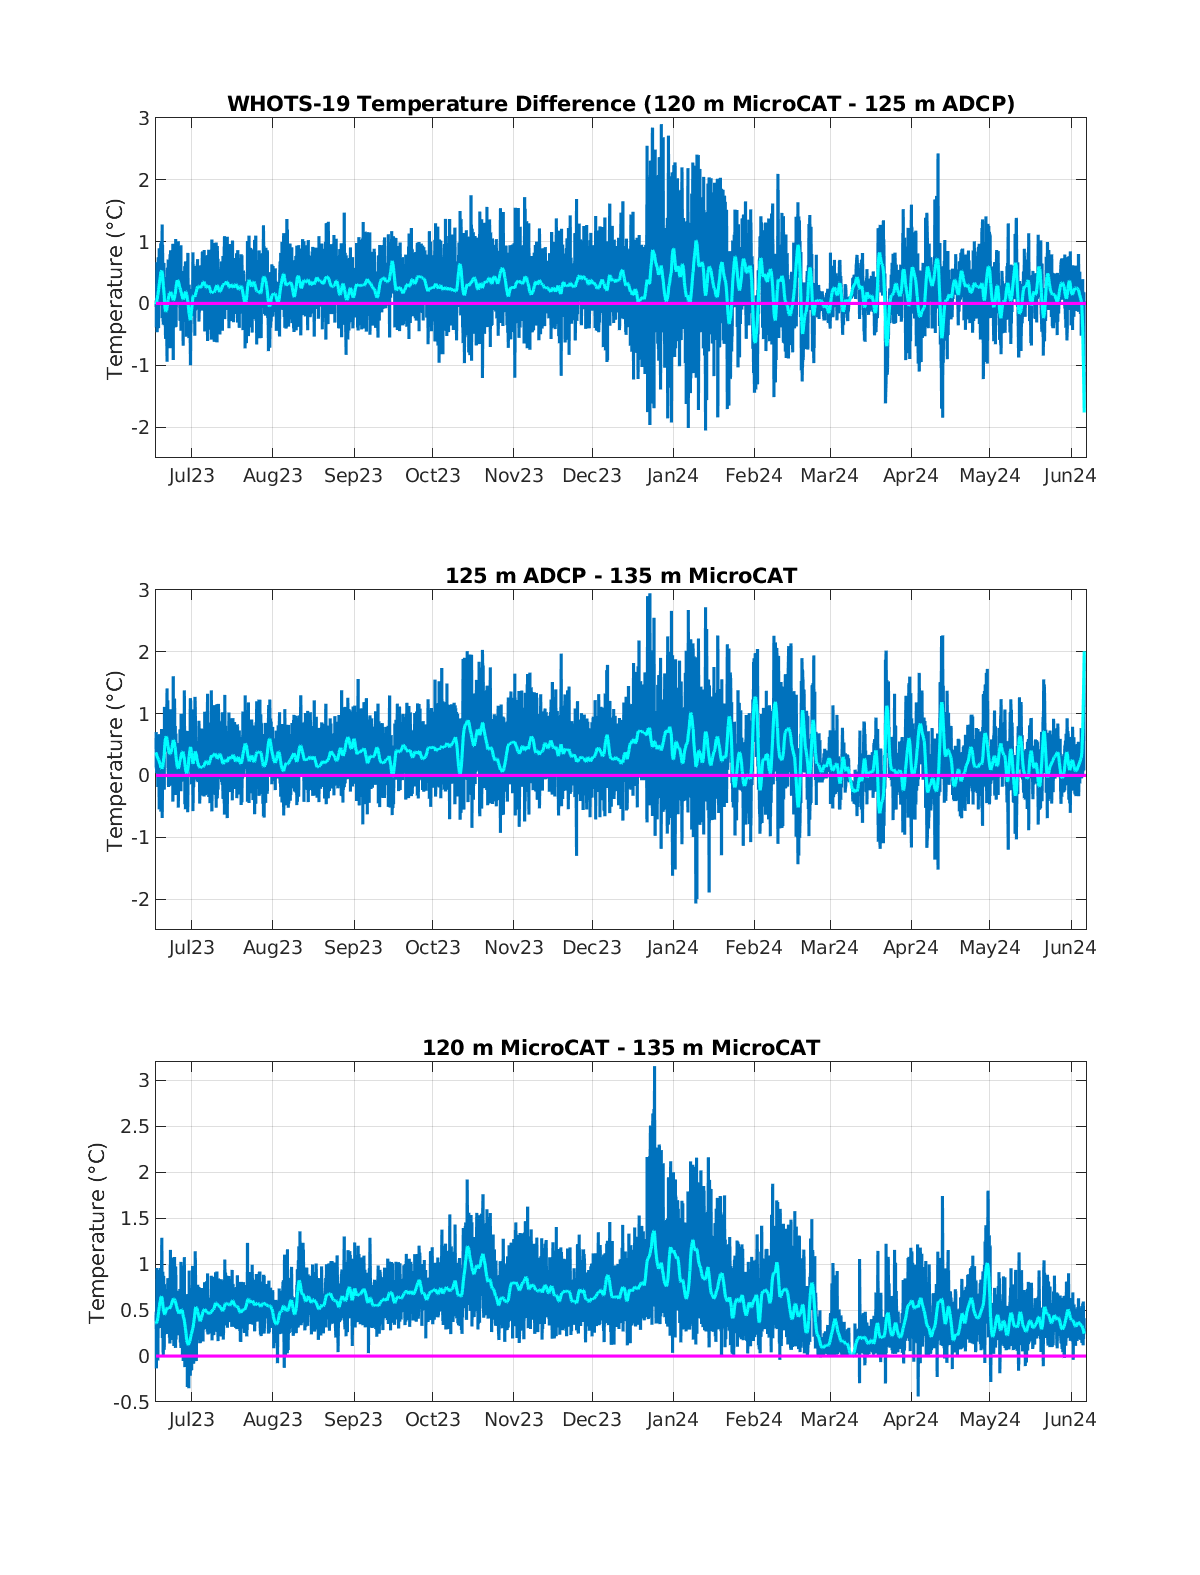 WHOTS-19 Temperature Difference (120 m MicroCAT - 125 m ADCP)
3
2
1
0
-1
-2
Temperature (°C)
Jul23 Aug23 Sep23 Oct23 Nov23 Dec23 Jan24 Feb24 Mar24 Apr24 May24 Jun24
125 m ADCP - 135 m MicroCAT
3
2
1
0
-1
-2
Temperature (°C)
Jul23 Aug23 Sep23 Oct23 Nov23 Dec23 Jan24 Feb24 Mar24 Apr24 May24 Jun24
120 m MicroCAT - 135 m MicroCAT
3
2.5
2
1.5
1
0.5
0
-0.5
Temperature (°C)
Jul23 Aug23 Sep23 Oct23 Nov23 Dec23 Jan24 Feb24 Mar24 Apr24 May24 Jun24